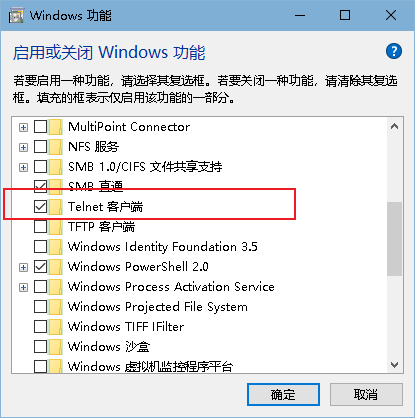 Windows 功能
启用或关闭 Windows 功能
若要启用一种功能，请选择其复选框。若要关闭一种功能，请清除其复选
框。填充的框表示仅启用该功能的一部分。
MultiPoint Connector
NFS 服务
SMB 1.0/CIFS 文件共享支持
SMB 直通
Telnet 客户端
TFTP 客户端
Windows Identity Foundation 3.5
Windows PowerShell 2.0
Windows Process Activation Service
Windows Projected File System
Windows TIFF IFilter
Windows 沙盒
Windows 虚拟机监控程序平台
确定
取消